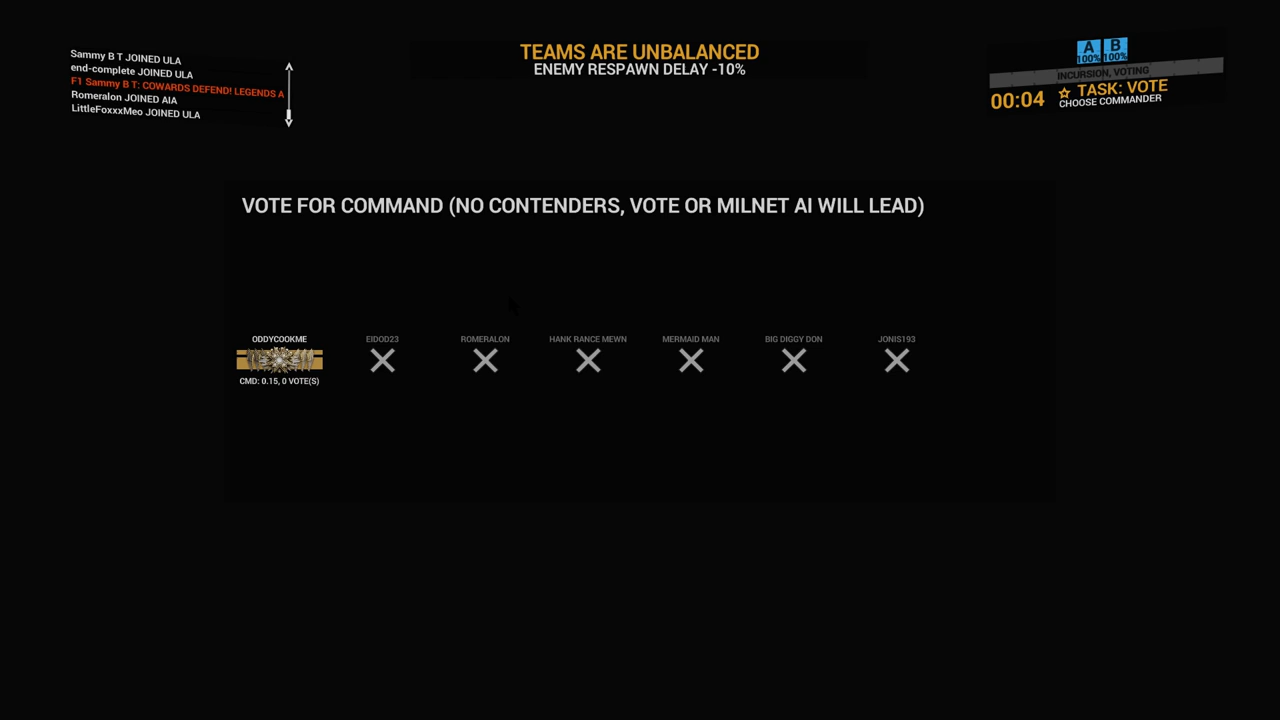 Sammy B T JOINED ULA
end-complete JOINED ULA
F1 Sammy B T: COWARDS DEFEND! LEGENDS A
Romeralon JOINED AIA
LittleFoxxxMeo JOINED ULA
TEAMS ARE UNBALANCED
ENEMY RESPAWN DELAY -10%
A B
100% 100%
INCURSION, VOTING
00:04 TASK: VOTE
CHOOSE COMMANDER
VOTE FOR COMMAND (NO CONTENDERS, VOTE OR MILNET AI WILL LEAD)
ODDYCOOKME EIDOD23 ROMERALON HANK RANCE MEWN MERMAID MAN BIG DIGGY DON JONIS193
CMD: 0.15, 0 VOTE(S)